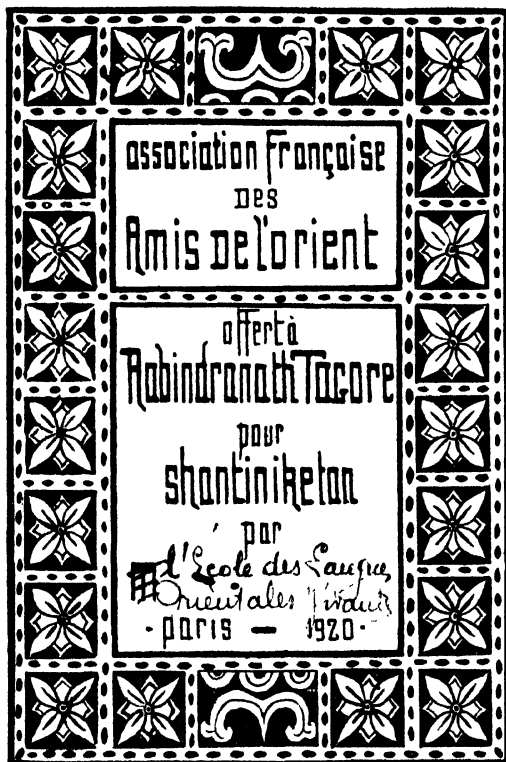 association Française
DES
Amis DE l'orient
offert à
Rabindranath TAGORE
pour
shantiniketan
par
l'École des Langues
Orientales Vivantes
- paris — 1920 -